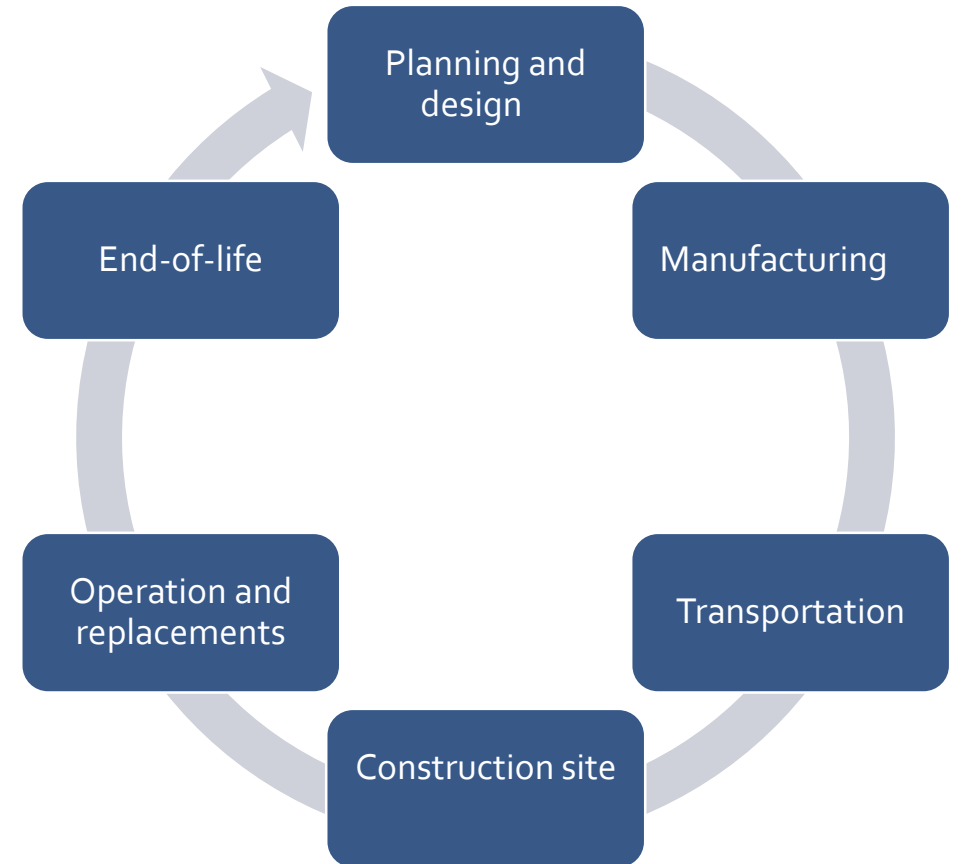 Planning and
design
Manufacturing
Transportation
Construction site
Operation and
replacements
End-of-life